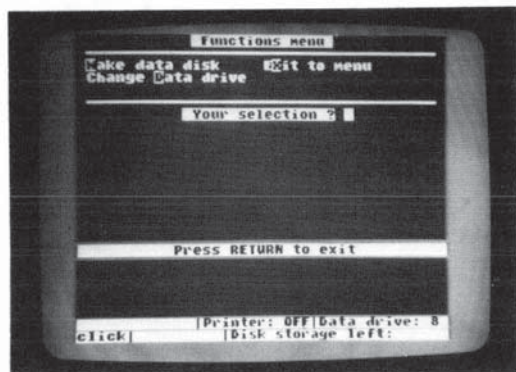 Functions menu
Make data disk EXit to menu
Change Data drive
Your selection ?
Press RETURN to exit
|Printer: OFF|Data drive: 8
click| |Disk storage left: